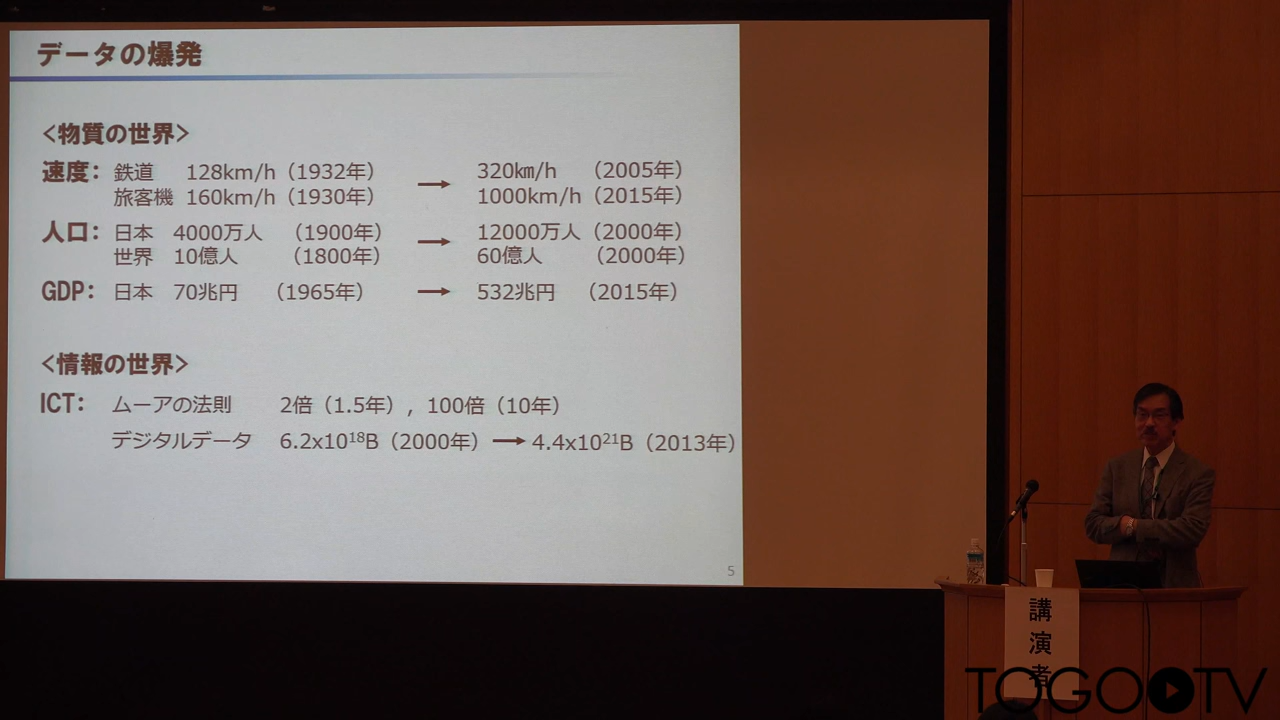 データの爆発
<物質の世界>
速度： 鉄道 128km/h（1932年） → 320㎞/h （2005年）
旅客機 160km/h（1930年） 1000km/h（2015年）
人口： 日本 4000万人 （1900年） → 12000万人（2000年）
世界 10億人 （1800年） 60億人 （2000年）
GDP： 日本 70兆円 （1965年） → 532兆円 （2015年）
<情報の世界>
ICT： ムーアの法則 2倍（1.5年）, 100倍（10年）
デジタルデータ 6.2x10¹⁸B（2000年） → 4.4x10²¹B（2013年）
5
講演者
TOGOTV